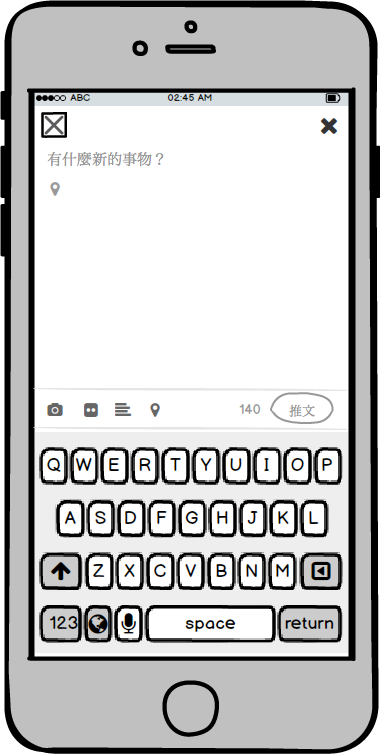 ABC 02:45 AM
有什麼新的事物？
140 推文
Q W E R T Y U I O P
A S D F G H J K L
Z X C V B N M
123 space return